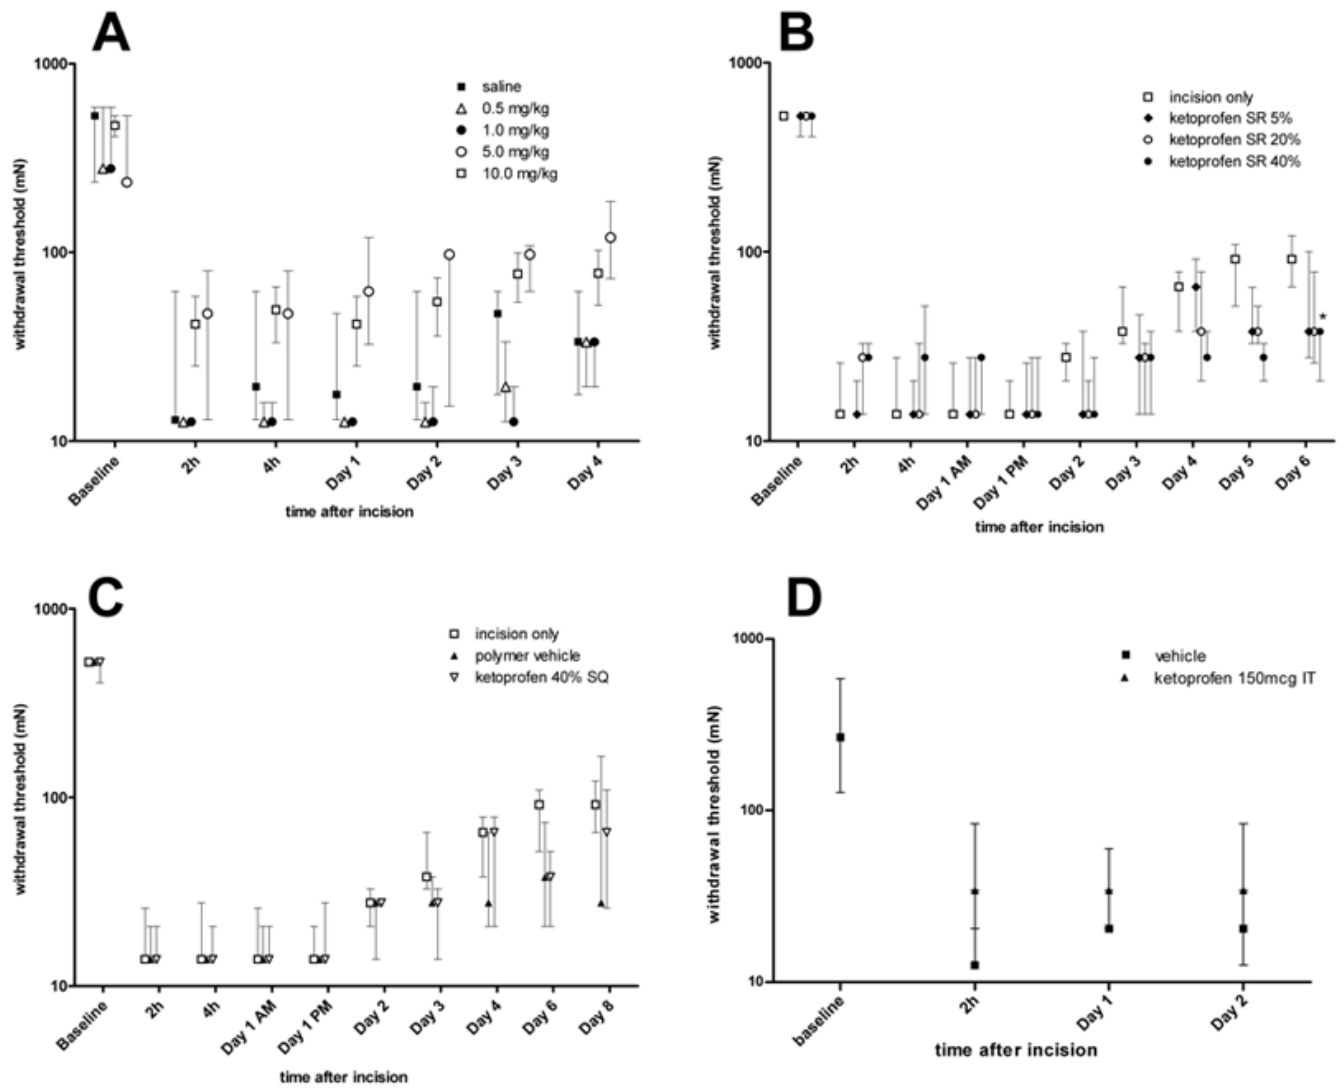 A
1000
100
10
withdrawal threshold (mN)
saline
0.5 mg/kg
1.0 mg/kg
5.0 mg/kg
10.0 mg/kg
Baseline
2h
4h
Day 1
Day 2
Day 3
Day 4
time after incision
B
1000
100
10
withdrawal threshold (mN)
incision only
ketoprofen SR 5%
ketoprofen SR 20%
ketoprofen SR 40%
*
Baseline
2h
4h
Day 1 AM
Day 1 PM
Day 2
Day 3
Day 4
Day 5
Day 6
time after incision
C
1000
100
10
withdrawal threshold (mN)
incision only
polymer vehicle
ketoprofen 40% SQ
Baseline
2h
4h
Day 1 AM
Day 1 PM
Day 2
Day 3
Day 4
Day 6
Day 8
time after incision
D
1000
100
10
withdrawal threshold (mN)
vehicle
ketoprofen 150mcg IT
baseline
2h
Day 1
Day 2
time after incision